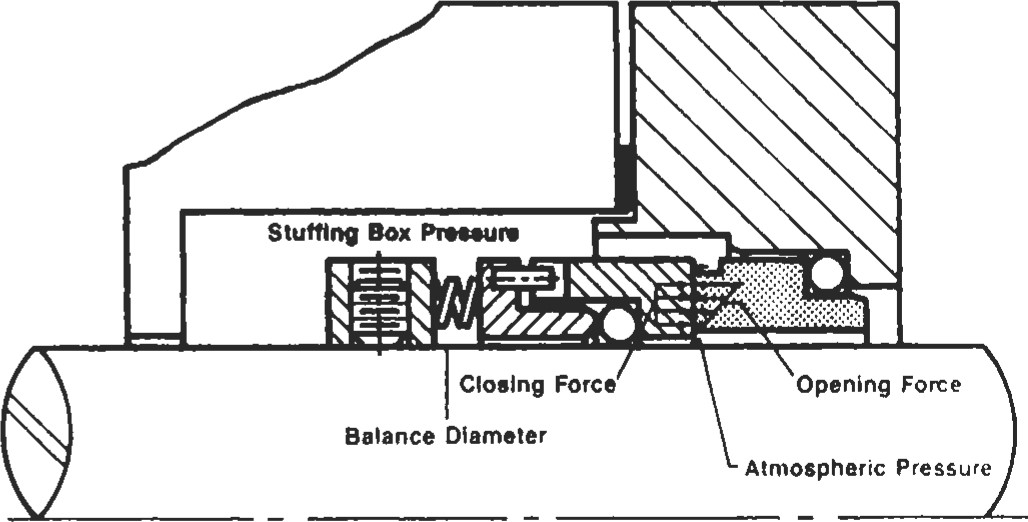 Stuffing Box Pressure
Closing Force
Opening Force
Balance Diameter
Atmospheric Pressure